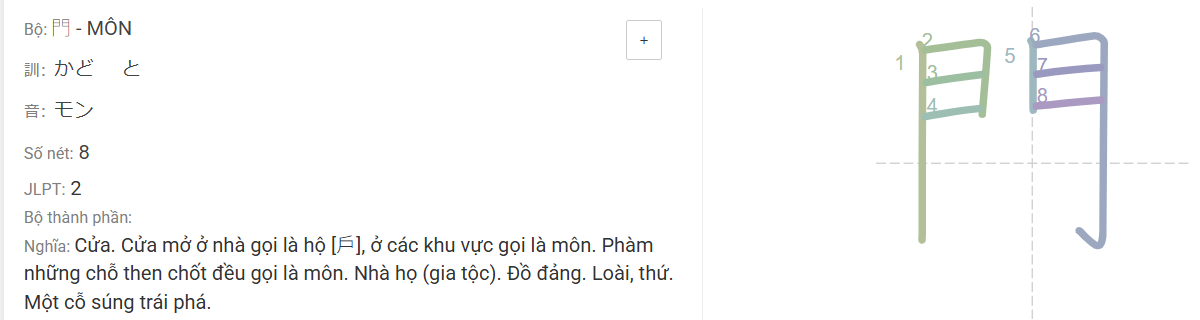 Bộ: 門 - MÔN
+
訓: かど と
音: モン
Số nét: 8
JLPT: 2
Bộ thành phần:
Nghĩa: Cửa. Cửa mở ở nhà gọi là hộ [戶], ở các khu vực gọi là môn. Phàm
những chỗ then chốt đều gọi là môn. Nhà họ (gia tộc). Đồ đảng. Loài, thứ.
Một cỗ súng trái phá.
門
1
2
3
4
5
6
7
8